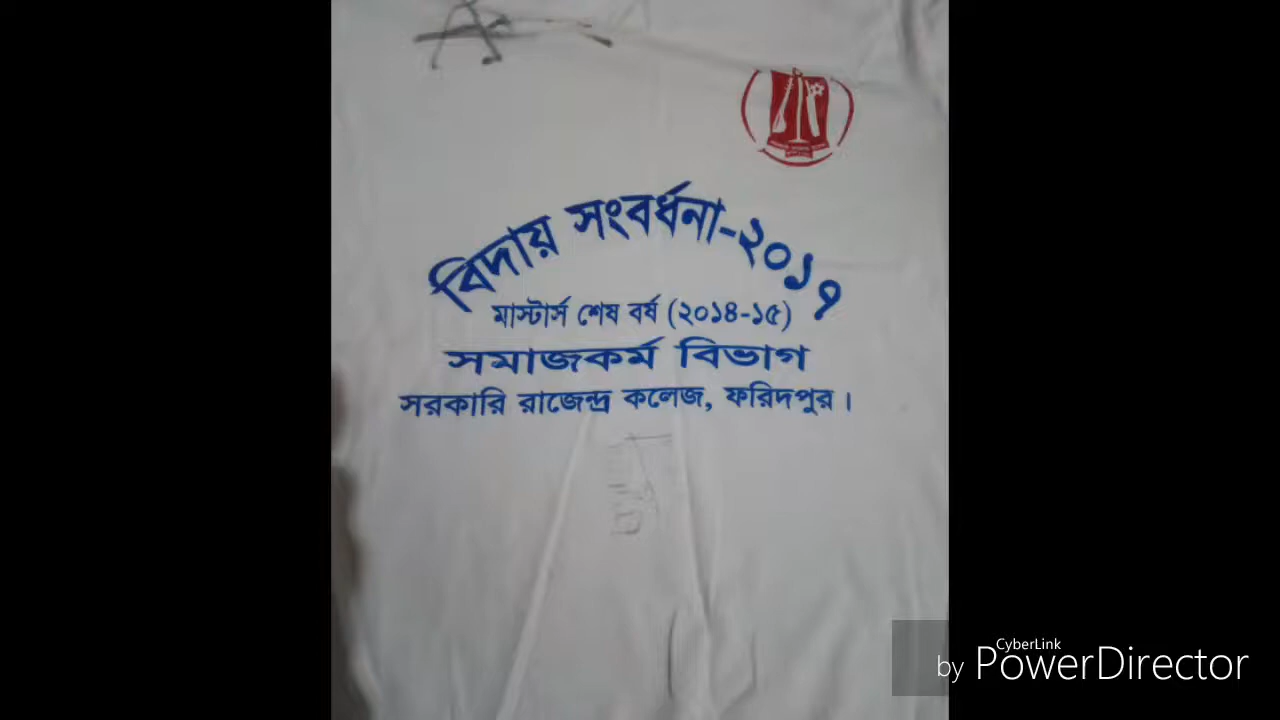 বিদায় সংবর্ধনা-২০১৭
মাস্টার্স শেষ বর্ষ (২০১৪-১৫)
সমাজকর্ম বিভাগ
সরকারি রাজেন্দ্র কলেজ, ফরিদপুর।
CyberLink
by PowerDirector